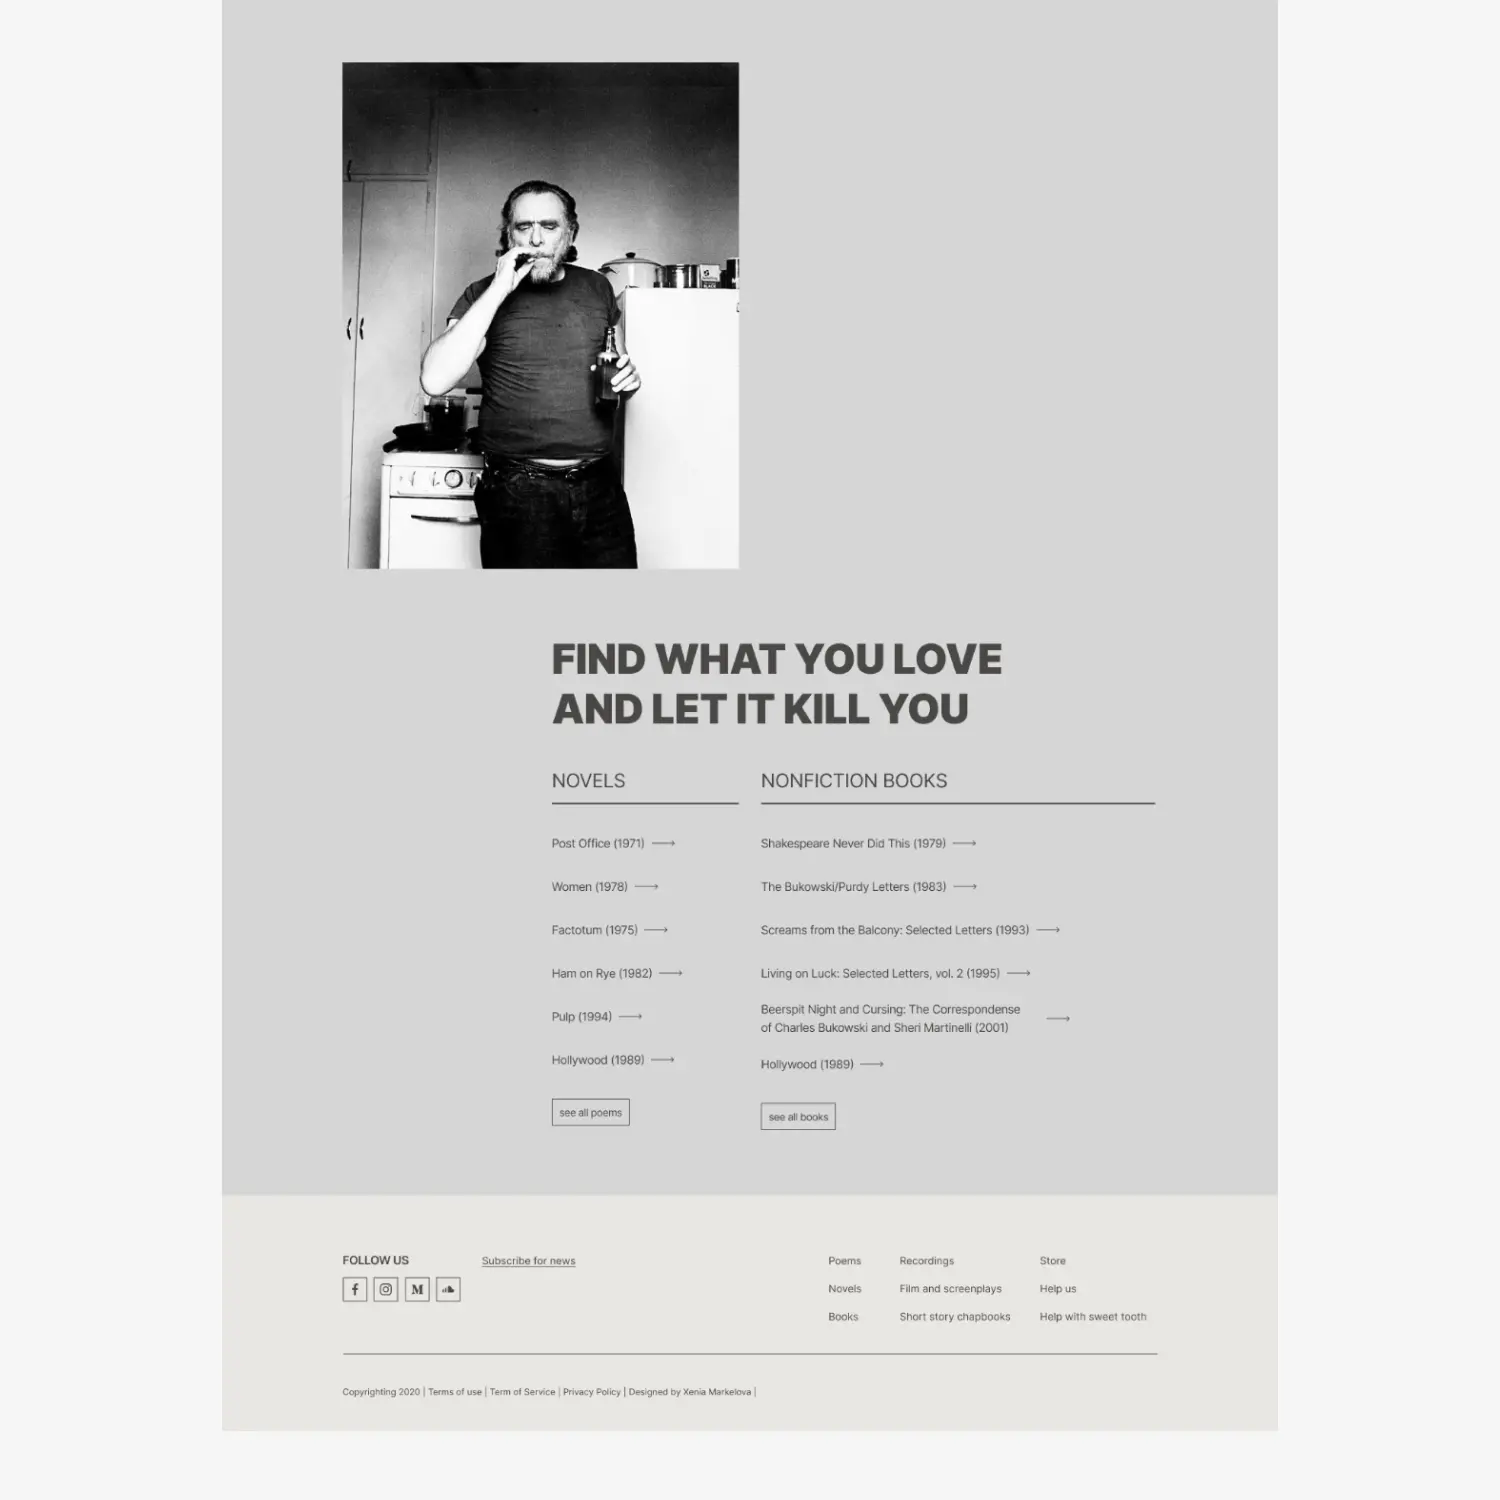 FIND WHAT YOU LOVE
AND LET IT KILL YOU
NOVELS
Post Office (1971)
Women (1978)
Factotum (1975)
Ham on Rye (1982)
Pulp (1994)
Hollywood (1989)
see all poems
NONFICTION BOOKS
Shakespeare Never Did This (1979)
The Bukowski/Purdy Letters (1983)
Screams from the Balcony: Selected Letters (1993)
Living on Luck: Selected Letters, vol. 2 (1995)
Beerspit Night and Cursing: The Correspondense
of Charles Bukowski and Sheri Martinelli (2001)
Hollywood (1989)
see all books
FOLLOW US
Subscribe for news
Poems
Novels
Books
Recordings
Film and screenplays
Short story chapbooks
Store
Help us
Help with sweet tooth
Copyrighting 2020 | Terms of use | Term of Service | Privacy Policy | Designed by Xenia Markelova |